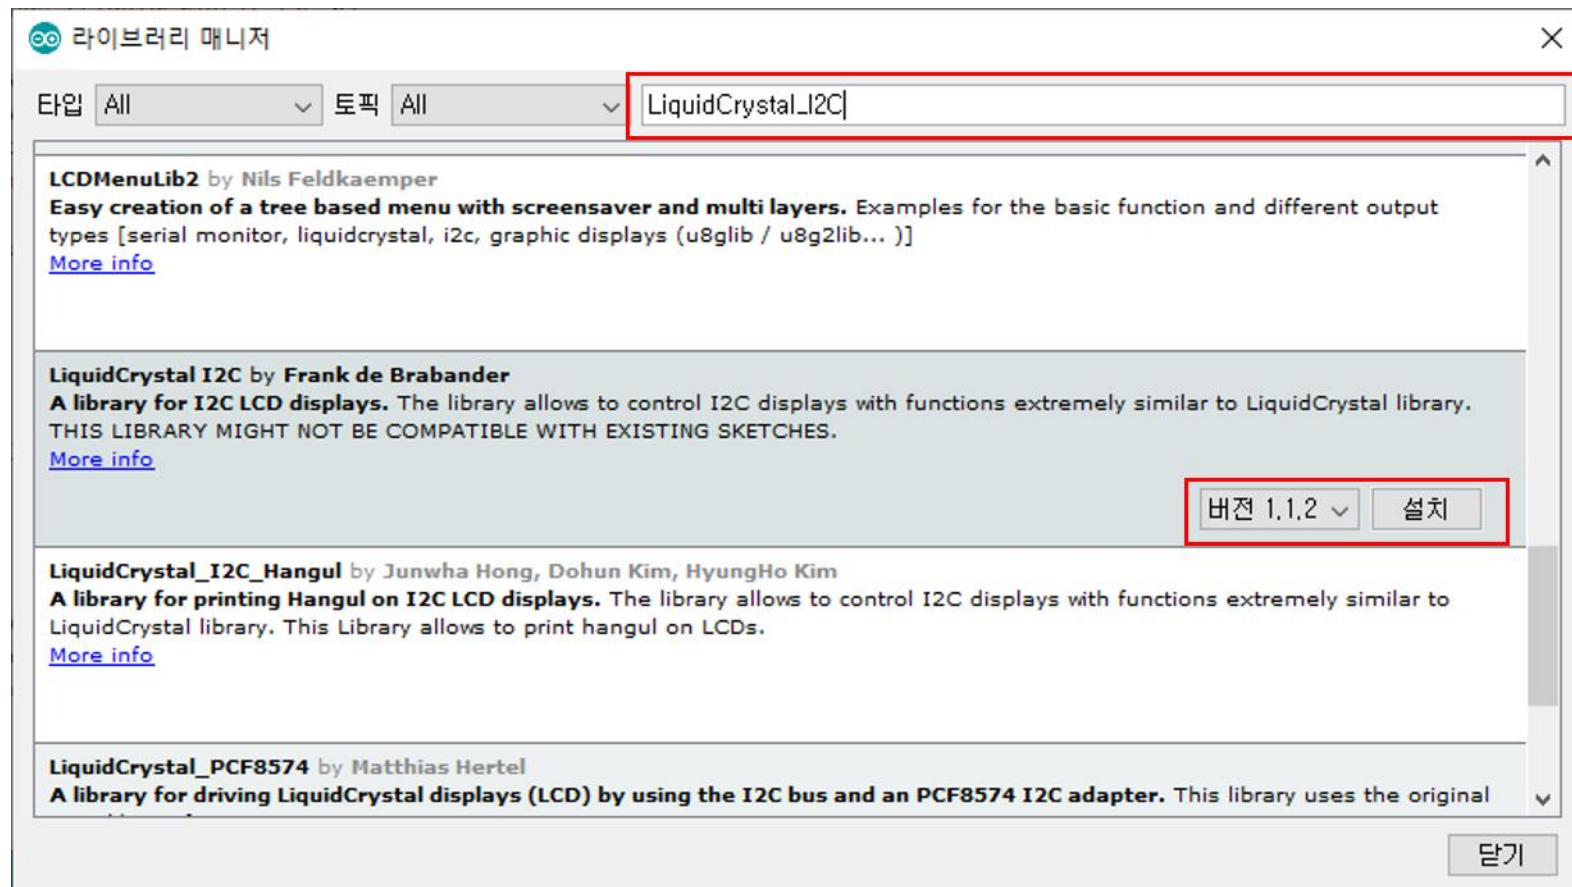 라이브러리 매니저
타입 All 토픽 All LiquidCrystal_I2C
LCDMenuLib2 by Nils Feldkaemper
Easy creation of a tree based menu with screensaver and multi layers. Examples for the basic function and different output
types [serial monitor, liquidcrystal, i2c, graphic displays (u8glib / u8g2lib... )]
More info
LiquidCrystal I2C by Frank de Brabander
A library for I2C LCD displays. The library allows to control I2C displays with functions extremely similar to LiquidCrystal library.
THIS LIBRARY MIGHT NOT BE COMPATIBLE WITH EXISTING SKETCHES.
More info
버전 1.1.2 설치
LiquidCrystal_I2C_Hangul by Junwha Hong, Dohun Kim, HyungHo Kim
A library for printing Hangul on I2C LCD displays. The library allows to control I2C displays with functions extremely similar to
LiquidCrystal library. This Library allows to print hangul on LCDs.
More info
LiquidCrystal_PCF8574 by Matthias Hertel
A library for driving LiquidCrystal displays (LCD) by using the I2C bus and an PCF8574 I2C adapter. This library uses the original
닫기